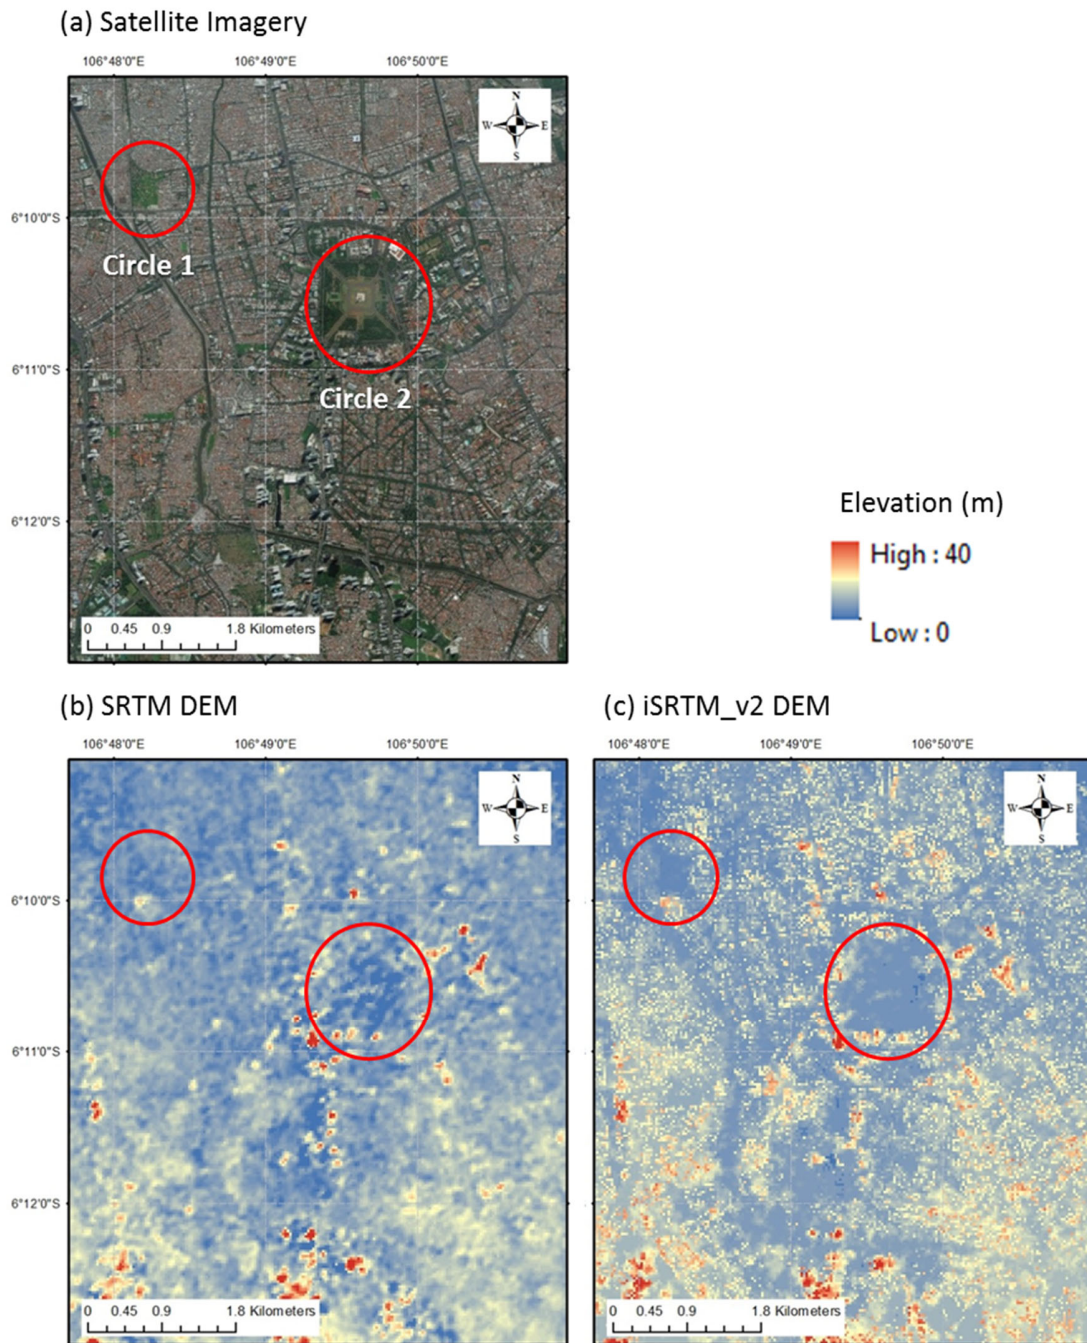 (a) Satellite Imagery
106°48'0"E 106°49'0"E 106°50'0"E
N
W E
S
6°10'0"S
Circle 1
6°11'0"S
Circle 2
6°12'0"S
0 0.45 0.9 1.8 Kilometers
Elevation (m)
High : 40
Low : 0
(b) SRTM DEM
106°48'0"E 106°49'0"E 106°50'0"E
N
W E
S
6°10'0"S
6°11'0"S
6°12'0"S
0 0.45 0.9 1.8 Kilometers
(c) iSRTM_v2 DEM
106°48'0"E 106°49'0"E 106°50'0"E
N
W E
S
0 0.45 0.9 1.8 Kilometers